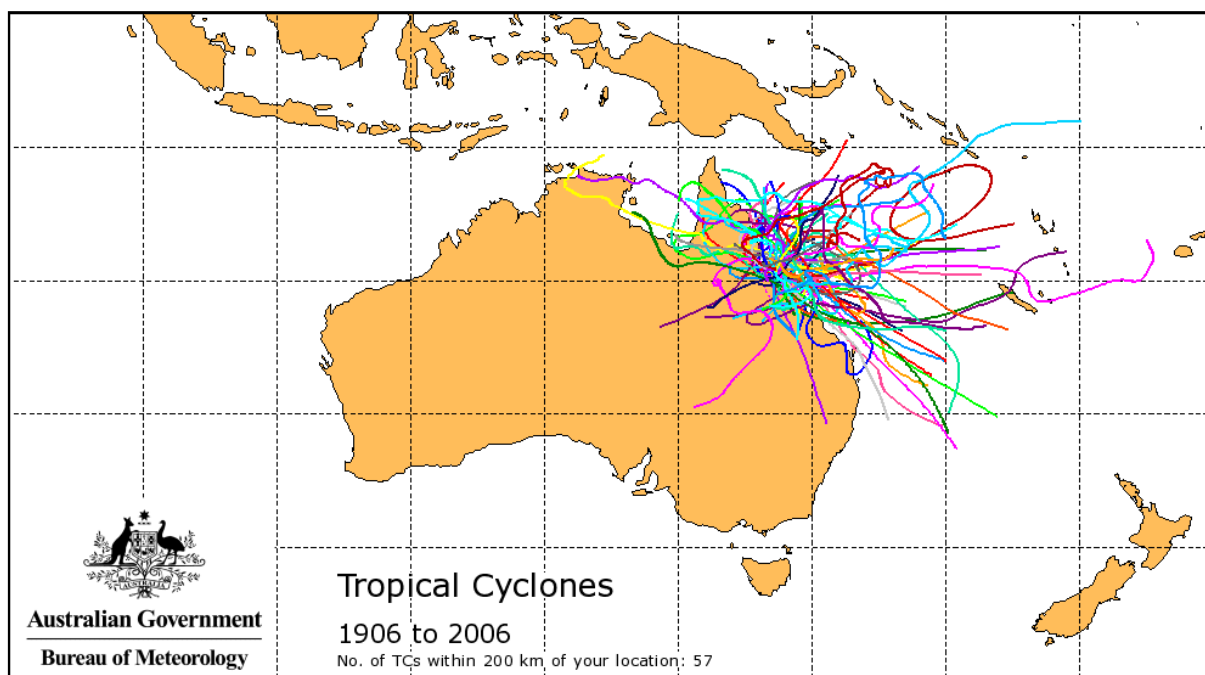 AUSTRALIA
Australian Government
Bureau of Meteorology
Tropical Cyclones
1906 to 2006
No. of TCs within 200 km of your location: 57